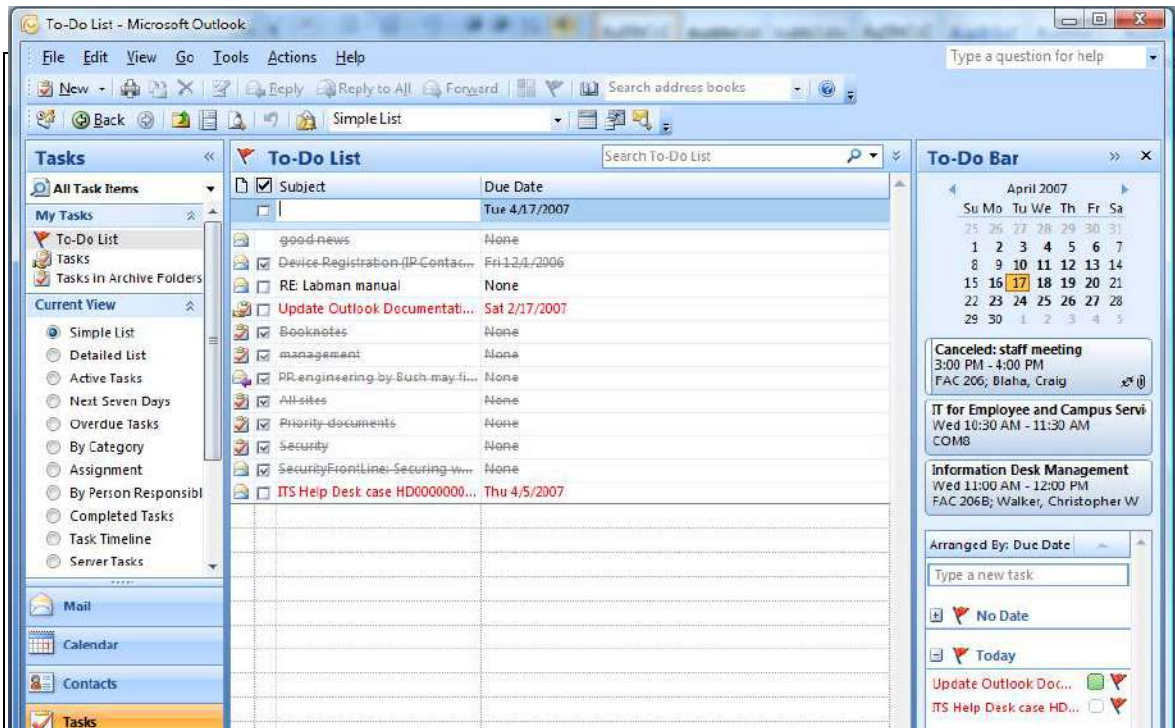 To-Do List - Microsoft Outlook
File Edit View Go Tools Actions Help
Type a question for help
New Reply Reply to All Forward Search address books
Back Simple List
Tasks «
All Task Items
My Tasks
To-Do List
Tasks
Tasks in Archive Folders
Current View
Simple List
Detailed List
Active Tasks
Next Seven Days
Overdue Tasks
By Category
Assignment
By Person Responsibl
Completed Tasks
Task Timeline
Server Tasks
Mail
Calendar
Contacts
Tasks
To-Do List Search To-Do List
Subject Due Date
Tue 4/17/2007
good news None
Device Registration (IP Contac... Fri 12/1/2006
RE: Labman manual None
Update Outlook Documentati... Sat 2/17/2007
Booknotes None
management None
PR engineering by Bush may fi... None
All sites None
Priority documents None
Security None
SecurityFrontLine: Securing w... None
ITS Help Desk case HD0000000... Thu 4/5/2007
To-Do Bar » ×
April 2007
Su Mo Tu We Th Fr Sa
25 26 27 28 29 30 31
1 2 3 4 5 6 7
8 9 10 11 12 13 14
15 16 17 18 19 20 21
22 23 24 25 26 27 28
29 30 1 2 3 4 5
Canceled: staff meeting
3:00 PM - 4:00 PM
FAC 206; Blaha, Craig
IT for Employee and Campus Servi
Wed 10:30 AM - 11:30 AM
COM8
Information Desk Management
Wed 11:00 AM - 12:00 PM
FAC 206B; Walker, Christopher W
Arranged By: Due Date
Type a new task
No Date
Today
Update Outlook Doc...
ITS Help Desk case HD...